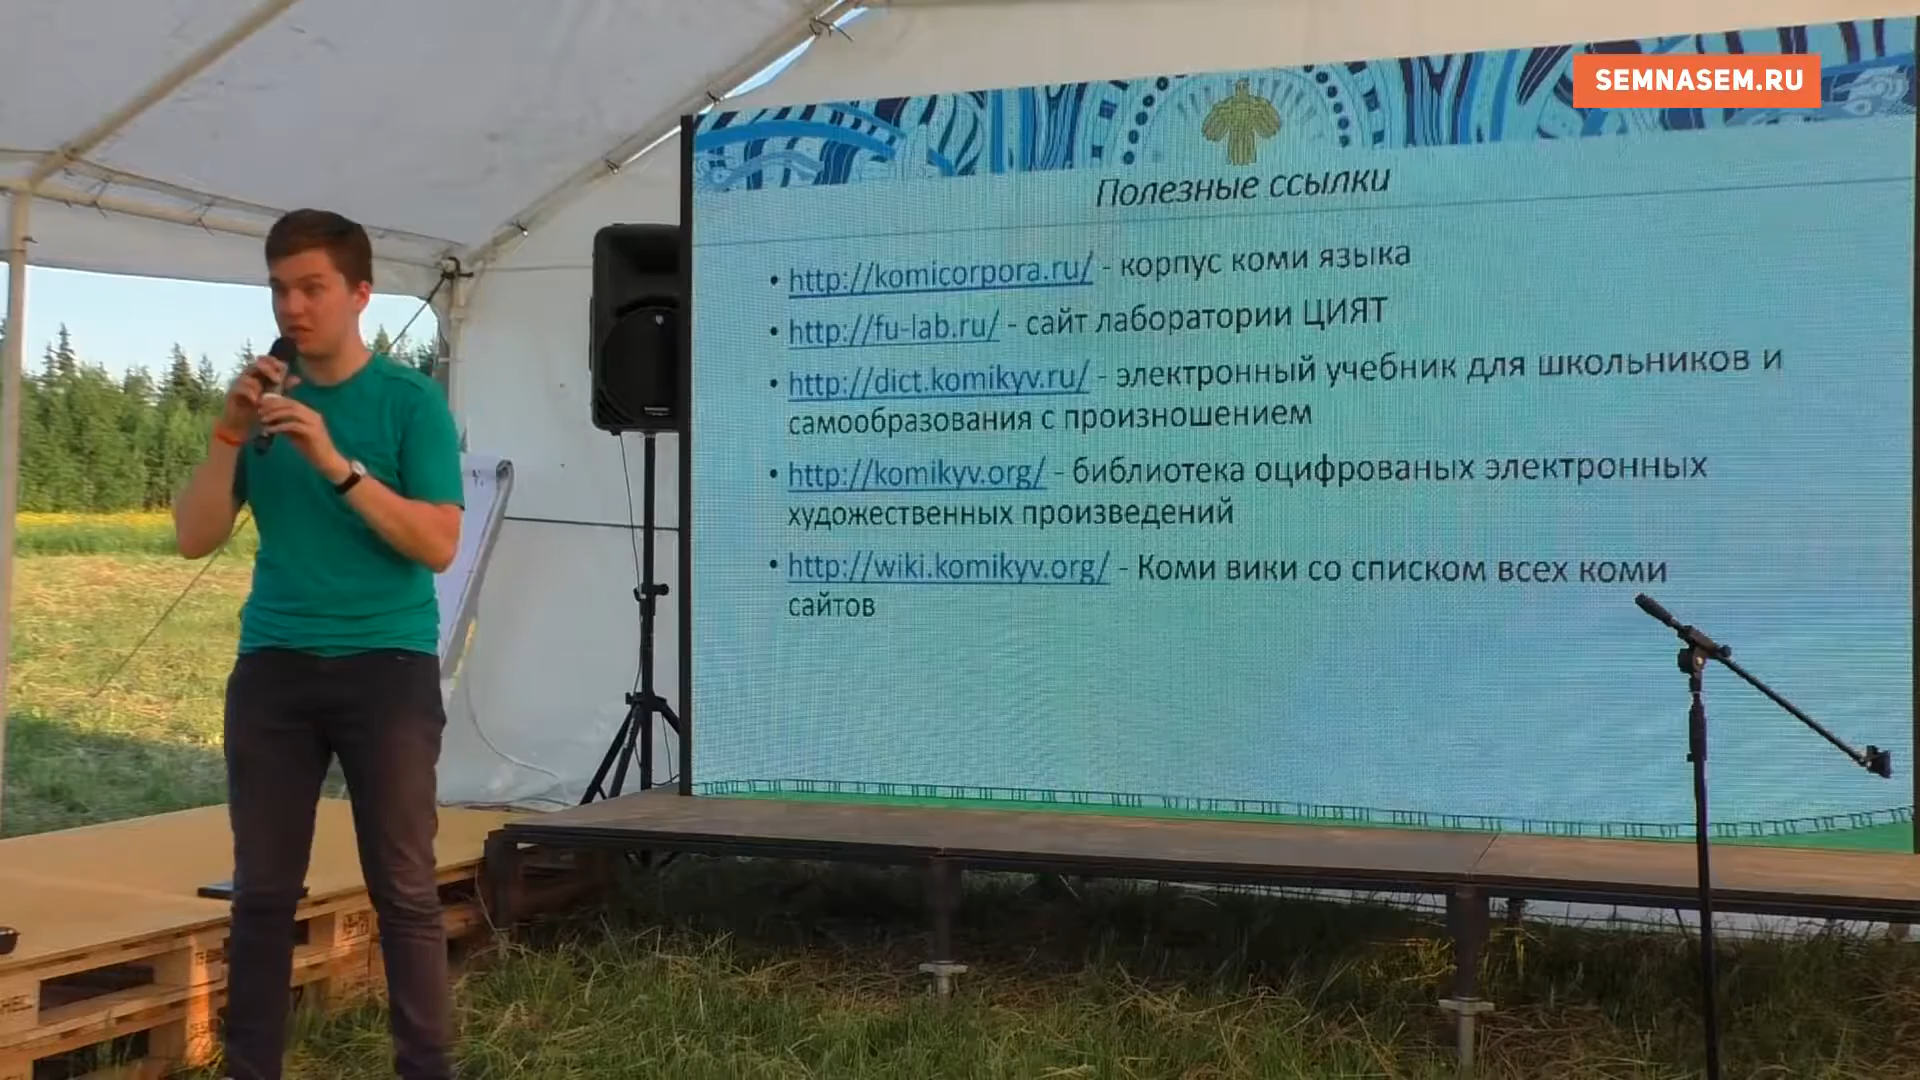 SEMNASEM.RU
Полезные ссылки
• http://komicorpora.ru/ - корпус коми языка
• http://fu-lab.ru/ - сайт лаборатории ЦИЯТ
• http://dict.komikyv.ru/ - электронный учебник для школьников и
самообразования с произношением
• http://komikyv.org/ - библиотека оцифрованых электронных
художественных произведений
• http://wiki.komikyv.org/ - Коми вики со списком всех коми
сайтов